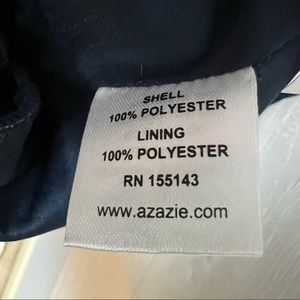 SHELL
100% POLYESTER
LINING
100% POLYESTER
RN 155143
www.azazie.com